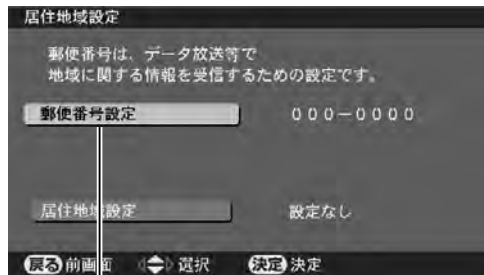 居住地域設定
郵便番号は、データ放送等で
地域に関する情報を受信するための設定です。
郵便番号設定 000-0000
居住地域設定 設定なし
戻る 前画面 選択 決定 決定